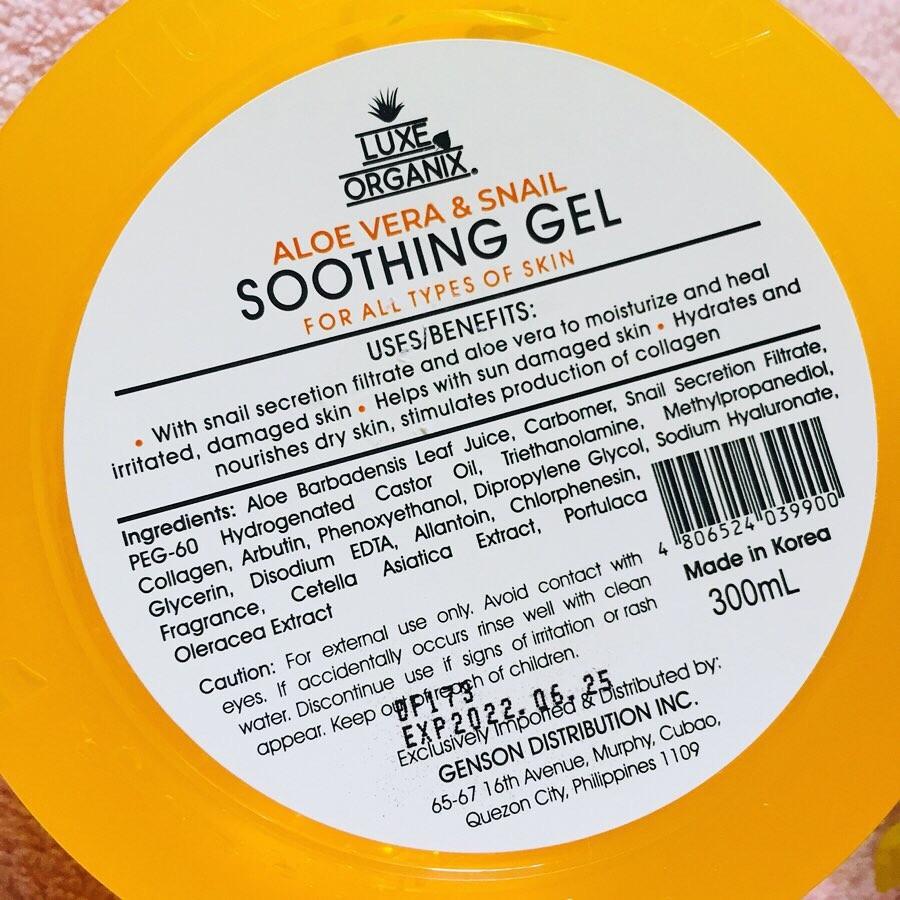 LUXE
ORGANIX.
ALOE VERA & SNAIL
SOOTHING GEL
FOR ALL TYPES OF SKIN
USES/BENEFITS:
• With snail secretion filtrate and aloe vera to moisturize and heal
irritated, damaged skin • Helps with sun damaged skin • Hydrates and
nourishes dry skin, stimulates production of collagen
Ingredients: Aloe Barbadensis Leaf Juice, Carbomer, Snail Secretion Filtrate,
PEG-60 Hydrogenated Castor Oil, Triethanolamine, Methylpropanediol,
Collagen, Arbutin, Phenoxyethanol, Dipropylene Glycol, Sodium Hyaluronate,
Glycerin, Disodium EDTA, Allantoin, Chlorphenesin,
Fragrance, Cetella Asiatica Extract, Portulaca
Oleracea Extract
4 806524 039900
Made in Korea
300mL
Caution: For external use only. Avoid contact with
eyes. If accidentally occurs rinse well with clean
water. Discontinue use if signs of irritation or rash
appear. Keep out of reach of children.
EXP2022.06.25
Exclusively Imported & Distributed by:
GENSON DISTRIBUTION INC.
65-67 16th Avenue, Murphy, Cubao,
Quezon City, Philippines 1109